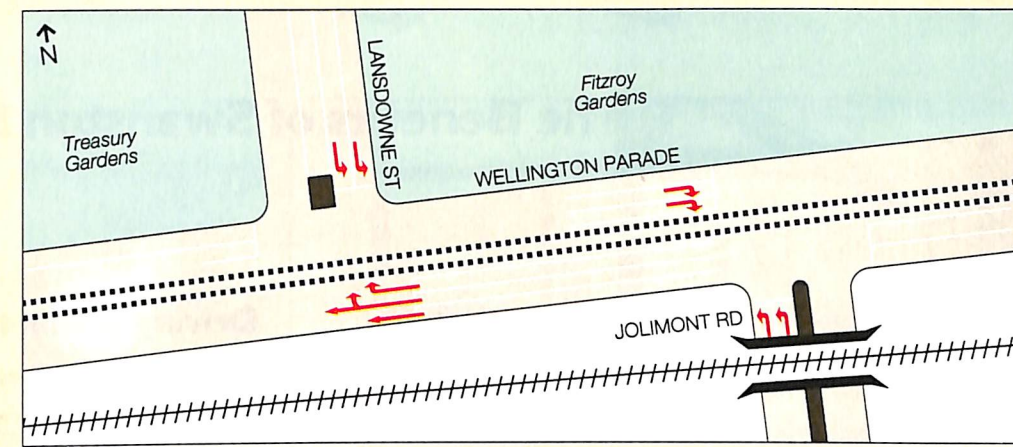 N
LANSDOWNE ST
Fitzroy
Gardens
Treasury
Gardens
WELLINGTON PARADE
JOLIMONT RD